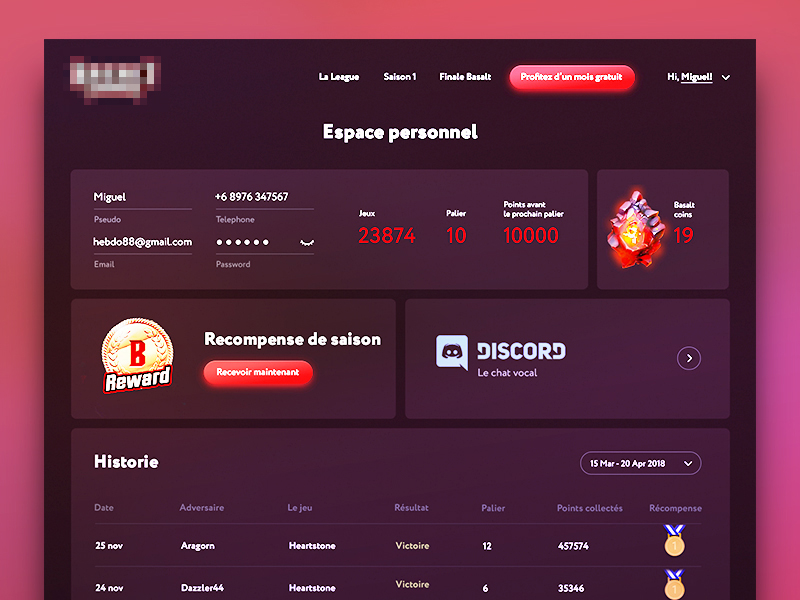 La League
Saison 1
Finale Basalt
Profitez d'un mois gratuit
Hi, Miguel!
Espace personnel
Miguel
Pseudo
+6 8976 347567
Telephone
hebdo88@gmail.com
Email
Password
Jeux
23874
Palier
10
Points avant
le prochain palier
10000
Basalt
coins
19
B
Reward
Recompense de saison
Recevoir maintenant
DISCORD
Le chat vocal
Historie
15 Mar - 20 Apr 2018
Date Adversaire Le jeu Résultat Palier Points collectés Récompense
25 nov Aragorn Heartstone Victoire 12 457574 1
24 nov Dazzler44 Heartstone Victoire 6 35346 1